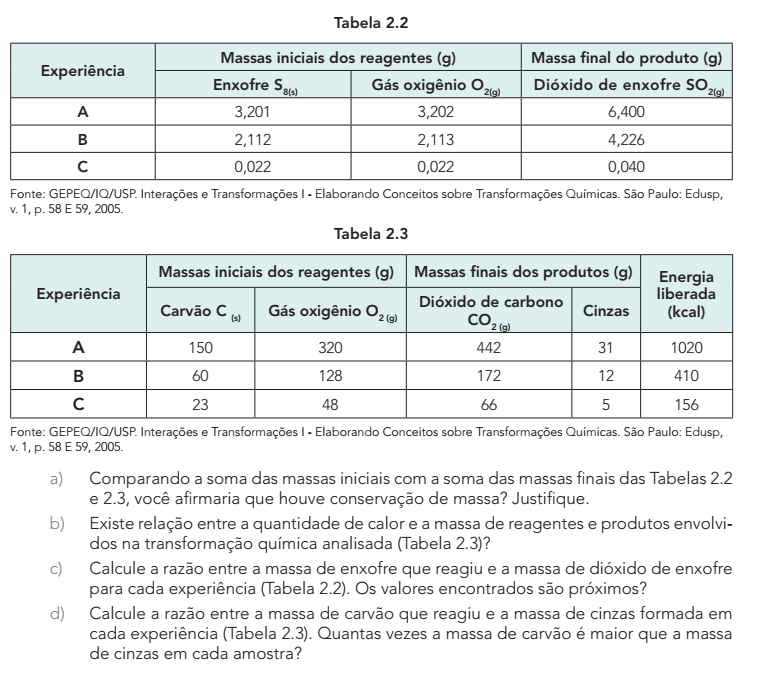 Tabela 2.2
Experiência
Massas iniciais dos reagentes (g)
Massa final do produto (g)
Enxofre S8(s)
Gás oxigênio O2(g)
Dióxido de enxofre SO2(g)
A 3,201 3,202 6,400
B 2,112 2,113 4,226
C 0,022 0,022 0,040
Fonte: GEPEQ/IQ/USP. Interações e Transformações I - Elaborando Conceitos sobre Transformações Químicas. São Paulo: Edusp,
v. 1, p. 58 E 59, 2005.
Tabela 2.3
Experiência
Massas iniciais dos reagentes (g)
Massas finais dos produtos (g)
Energia
liberada
(kcal)
Carvão C (s)
Gás oxigênio O2 (g)
Dióxido de carbono
CO2 (g)
Cinzas
A 150 320 442 31 1020
B 60 128 172 12 410
C 23 48 66 5 156
Fonte: GEPEQ/IQ/USP. Interações e Transformações I - Elaborando Conceitos sobre Transformações Químicas. São Paulo: Edusp,
v. 1, p. 58 E 59, 2005.
a) Comparando a soma das massas iniciais com a soma das massas finais das Tabelas 2.2
e 2.3, você afirmaria que houve conservação de massa? Justifique.
b) Existe relação entre a quantidade de calor e a massa de reagentes e produtos envolvi-
dos na transformação química analisada (Tabela 2.3)?
c) Calcule a razão entre a massa de enxofre que reagiu e a massa de dióxido de enxofre
para cada experiência (Tabela 2.2). Os valores encontrados são próximos?
d) Calcule a razão entre a massa de carvão que reagiu e a massa de cinzas formada em
cada experiência (Tabela 2.3). Quantas vezes a massa de carvão é maior que a massa
de cinzas em cada amostra?